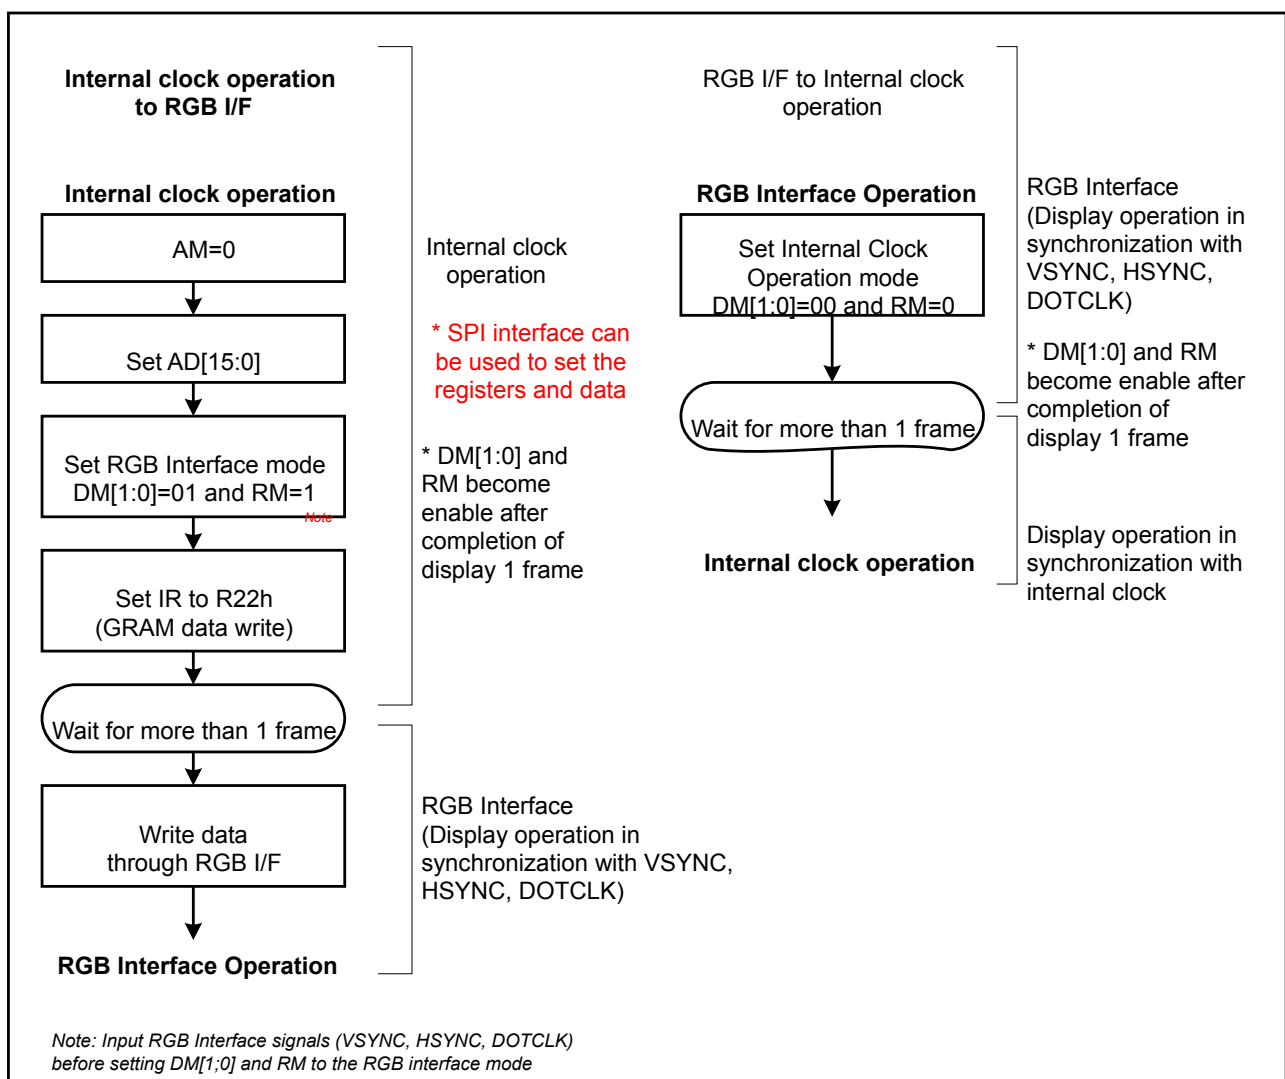 Internal clock operation
to RGB I/F
Internal clock operation
AM=0
Set AD[15:0]
Set RGB Interface mode
DM[1:0]=01 and RM=1
Note
Set IR to R22h
(GRAM data write)
Wait for more than 1 frame
Write data
through RGB I/F
RGB Interface Operation
Internal clock
operation
* SPI interface can
be used to set the
registers and data
* DM[1:0] and
RM become
enable after
completion of
display 1 frame
RGB Interface
(Display operation in
synchronization with VSYNC,
HSYNC, DOTCLK)
RGB I/F to Internal clock
operation
RGB Interface Operation
Set Internal Clock
Operation mode
DM[1:0]=00 and RM=0
Wait for more than 1 frame
Internal clock operation
RGB Interface
(Display operation in
synchronization with
VSYNC, HSYNC,
DOTCLK)
* DM[1:0] and RM
become enable after
completion of
display 1 frame
Display operation in
synchronization with
internal clock
Note: Input RGB Interface signals (VSYNC, HSYNC, DOTCLK)
before setting DM[1;0] and RM to the RGB interface mode